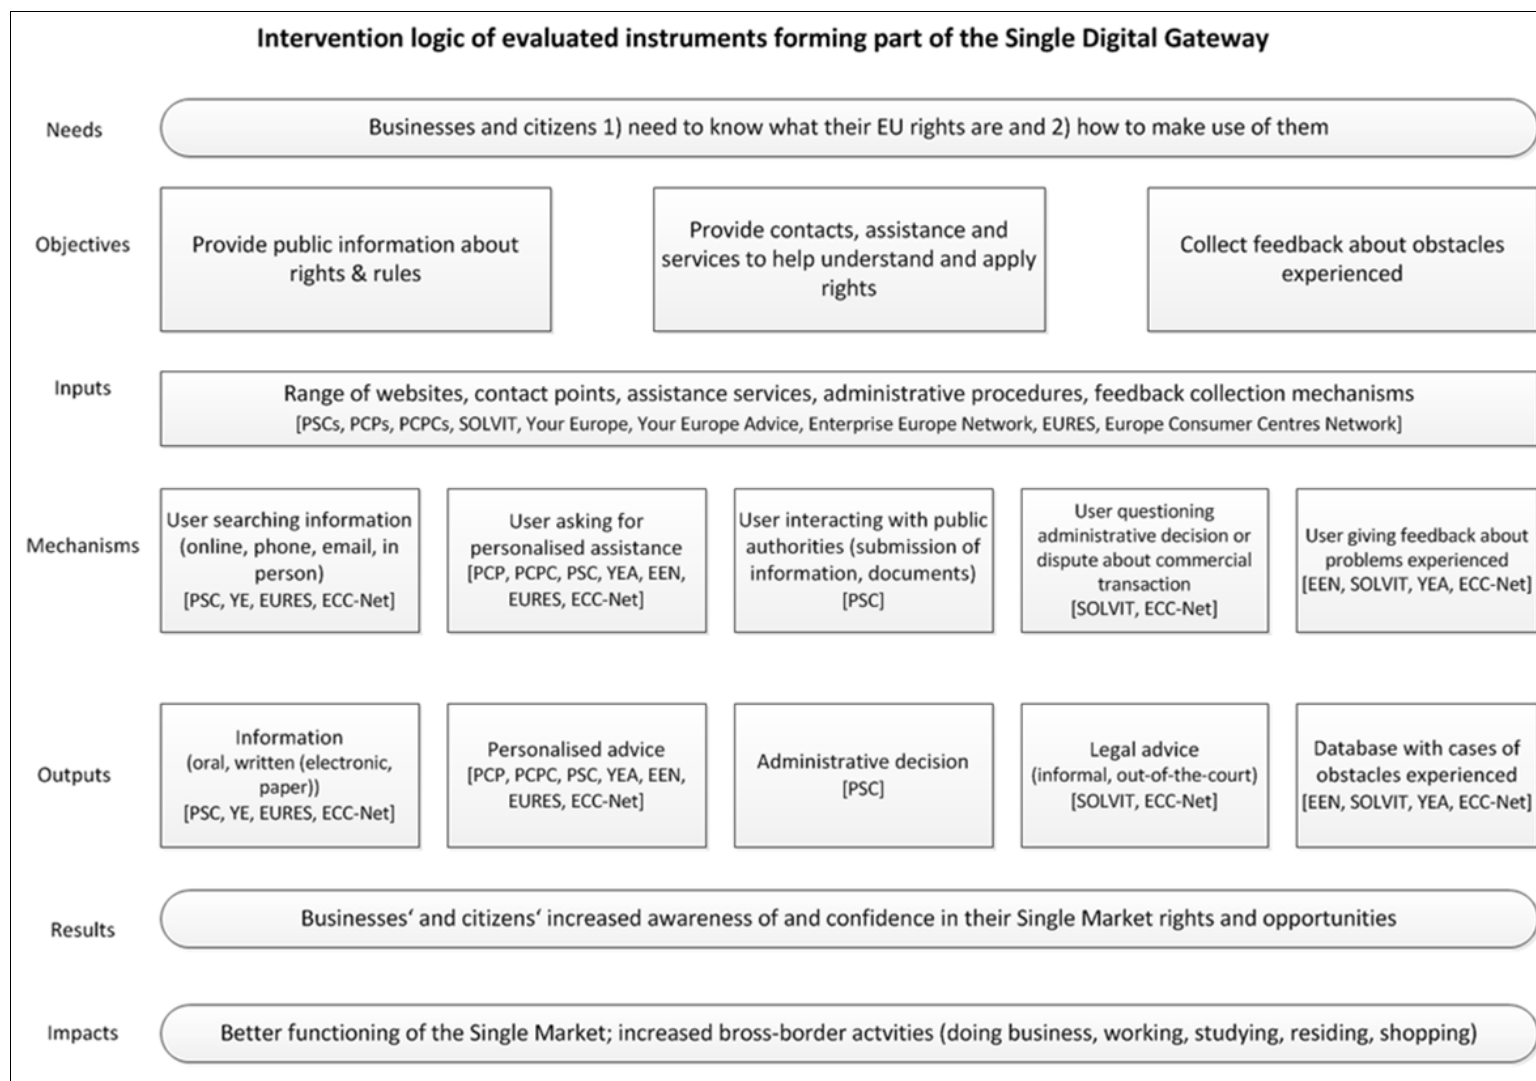 Intervention logic of evaluated instruments forming part of the Single Digital Gateway
Needs
Businesses and citizens 1) need to know what their EU rights are and 2) how to make use of them
Objectives
Provide public information about
rights & rules
Provide contacts, assistance and
services to help understand and apply
rights
Collect feedback about obstacles
experienced
Inputs
Range of websites, contact points, assistance services, administrative procedures, feedback collection mechanisms
[PSCs, PCPs, PCPCs, SOLVIT, Your Europe, Your Europe Advice, Enterprise Europe Network, EURES, Europe Consumer Centres Network]
Mechanisms
User searching information
(online, phone, email, in
person)
[PSC, YE, EURES, ECC-Net]
User asking for
personalised assistance
[PCP, PCPC, PSC, YEA, EEN,
EURES, ECC-Net]
User interacting with public
authorities (submission of
information, documents)
[PSC]
User questioning
administrative decision or
dispute about commercial
transaction
[SOLVIT, ECC-Net]
User giving feedback about
problems experienced
[EEN, SOLVIT, YEA, ECC-Net]
Outputs
Information
(oral, written (electronic,
paper))
[PSC, YE, EURES, ECC-Net]
Personalised advice
[PCP, PCPC, PSC, YEA, EEN,
EURES, ECC-Net]
Administrative decision
[PSC]
Legal advice
(informal, out-of-the-court)
[SOLVIT, ECC-Net]
Database with cases of
obstacles experienced
[EEN, SOLVIT, YEA, ECC-Net]
Results
Businesses‘ and citizens‘ increased awareness of and confidence in their Single Market rights and opportunities
Impacts
Better functioning of the Single Market; increased bross-border actvities (doing business, working, studying, residing, shopping)